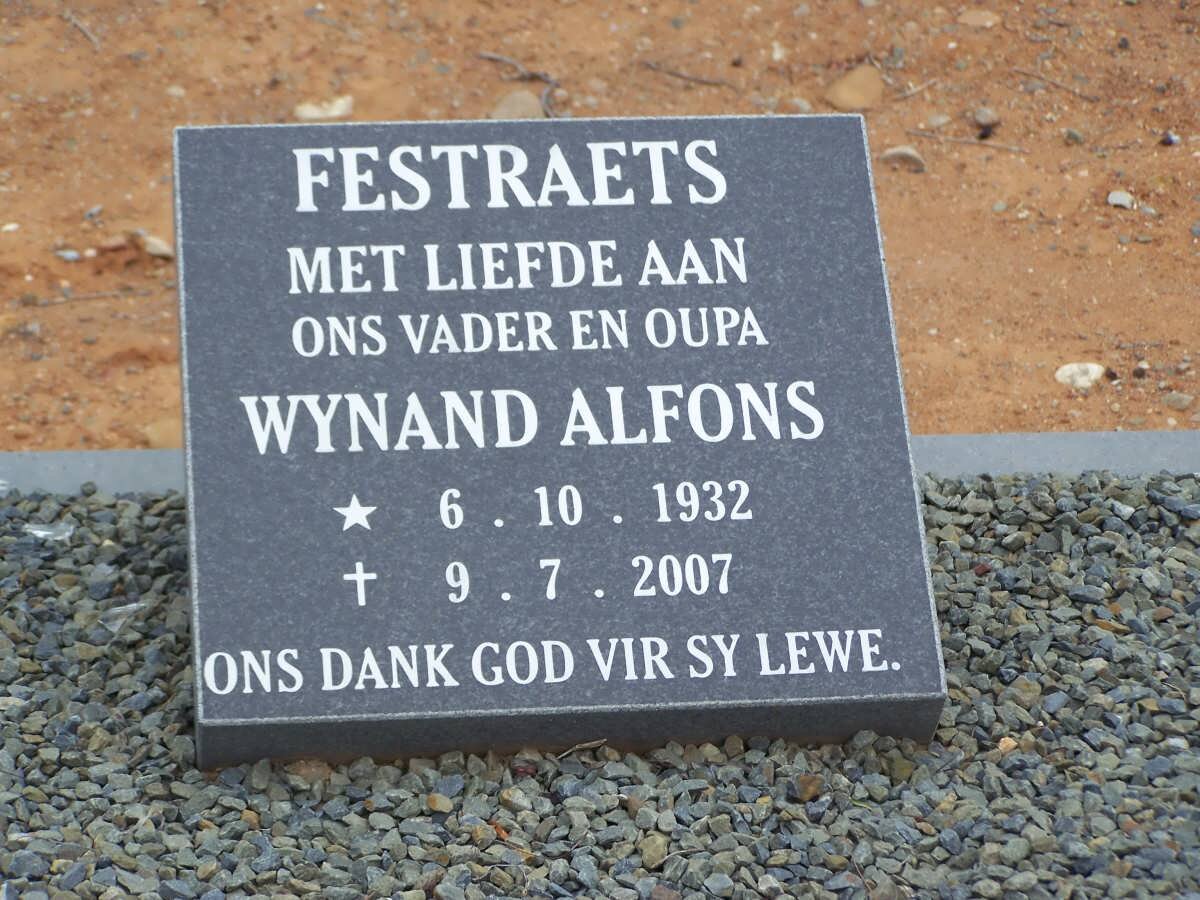 FESTRAETS
MET LIEFDE AAN
ONS VADER EN OUPA
WYNAND ALFONS
★ 6 . 10 . 1932
✝ 9 . 7 . 2007
ONS DANK GOD VIR SY LEWE.